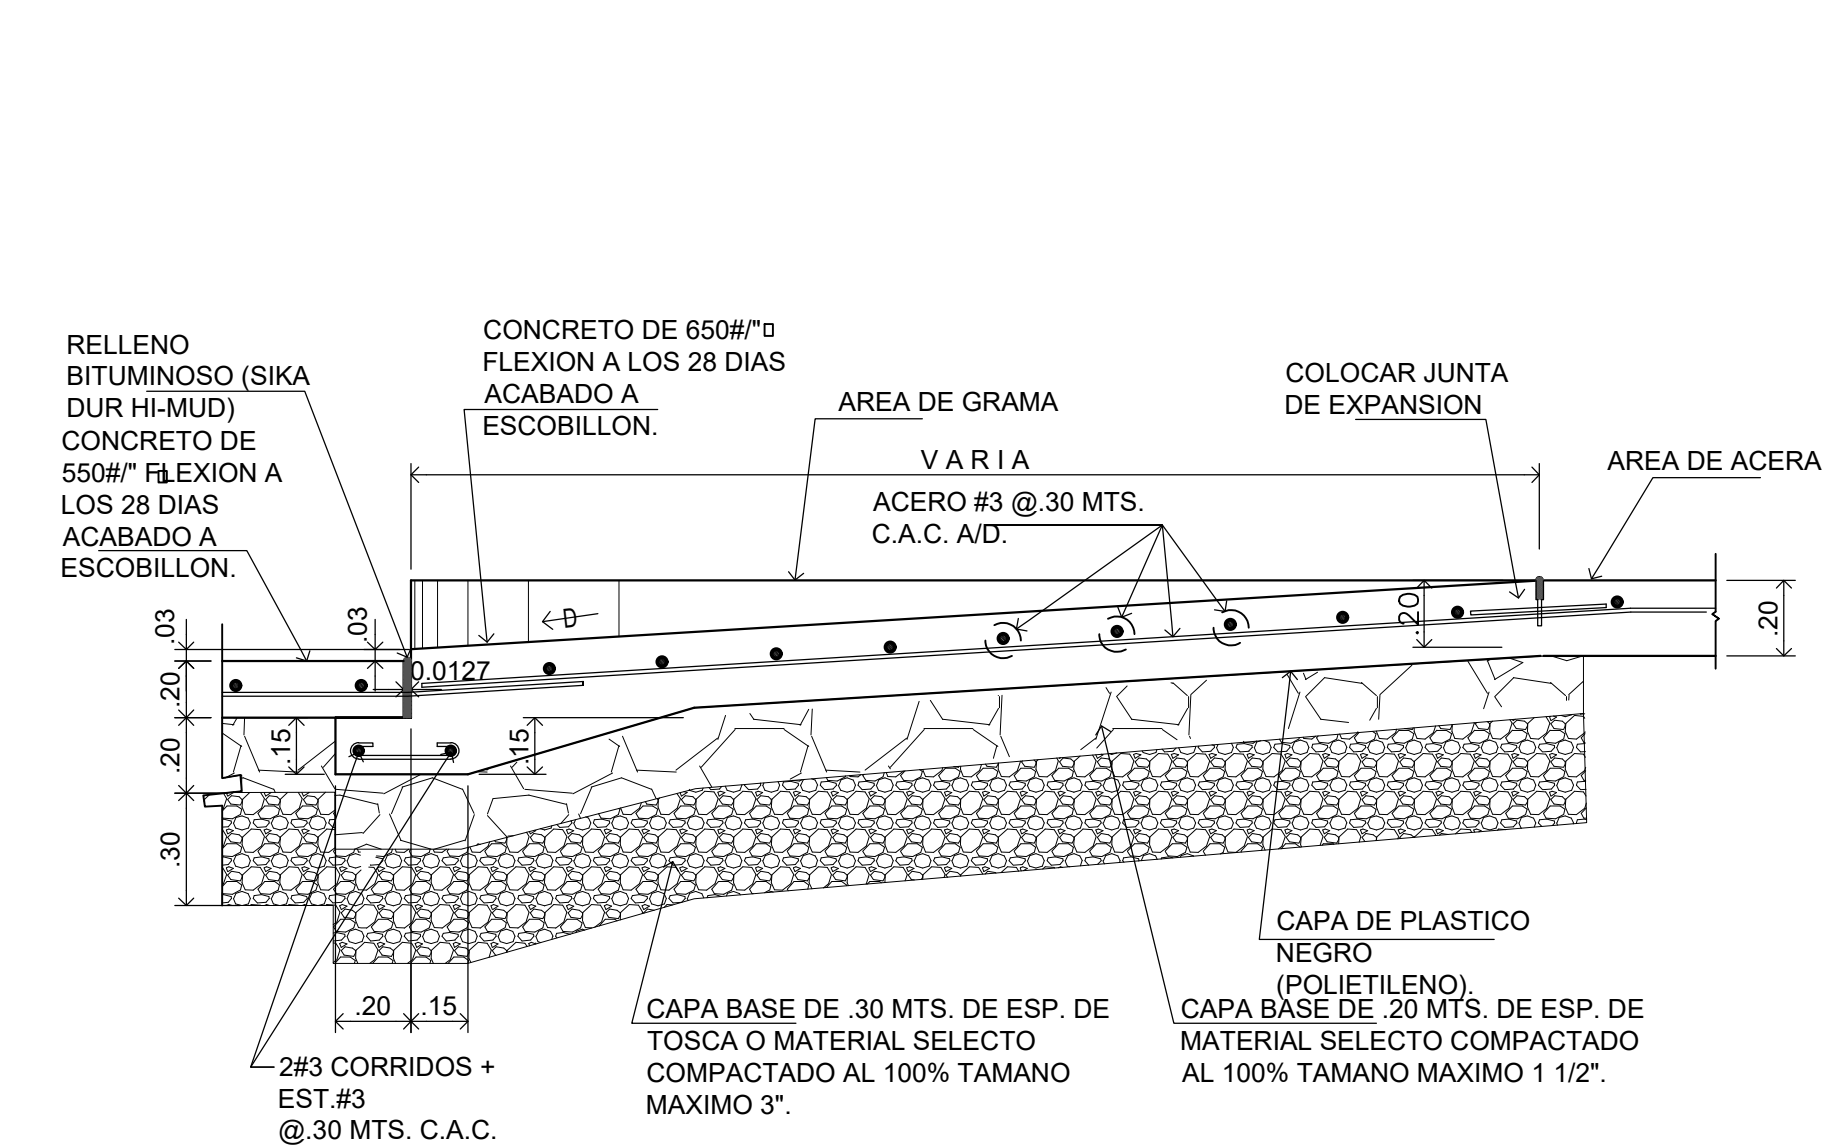 RELLENO
BITUMINOSO (SIKA
DUR HI-MUD)
CONCRETO DE
550#/" FLEXION A
LOS 28 DIAS
ACABADO A
ESCOBILLON.
CONCRETO DE 650#/"
FLEXION A LOS 28 DIAS
ACABADO A
ESCOBILLON.
AREA DE GRAMA
COLOCAR JUNTA
DE EXPANSION
AREA DE ACERA
V A R I A
ACERO #3 @.30 MTS.
C.A.C. A/D.
D
.03
.03
.20
.20
.30
0.0127
.15
.15
.20
.20
.20
.15
2#3 CORRIDOS +
EST.#3
@.30 MTS. C.A.C.
CAPA BASE DE .30 MTS. DE ESP. DE
TOSCA O MATERIAL SELECTO
COMPACTADO AL 100% TAMANO
MAXIMO 3".
CAPA DE PLASTICO
NEGRO
(POLIETILENO).
CAPA BASE DE .20 MTS. DE ESP. DE
MATERIAL SELECTO COMPACTADO
AL 100% TAMANO MAXIMO 1 1/2".